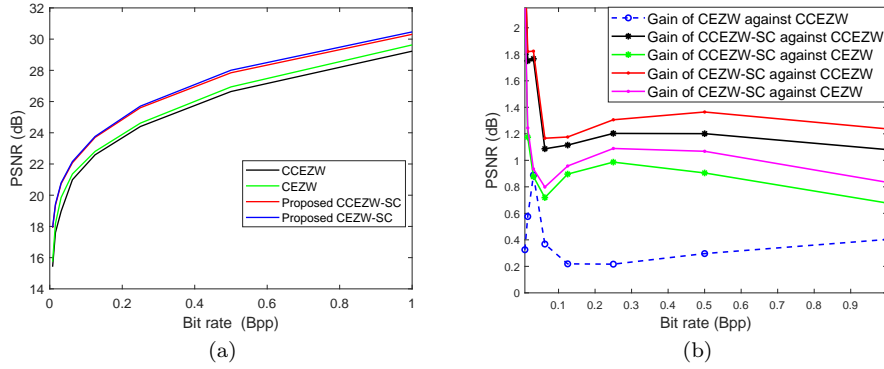 32
30
28
26
24
22
20
18
16
14
PSNR (dB)
0
0.2
0.4
0.6
0.8
1
Bit rate (Bpp)
CCEZW
CEZW
Proposed CCEZW-SC
Proposed CEZW-SC
(a)
2
1.8
1.6
1.4
1.2
1
0.8
0.6
0.4
0.2
0
PSNR (dB)
0.1
0.2
0.3
0.4
0.5
0.6
0.7
0.8
0.9
Bit rate (Bpp)
Gain of CEZW against CCEZW
Gain of CCEZW-SC against CCEZW
Gain of CCEZW-SC against CEZW
Gain of CEZW-SC against CCEZW
Gain of CEZW-SC against CEZW
(b)